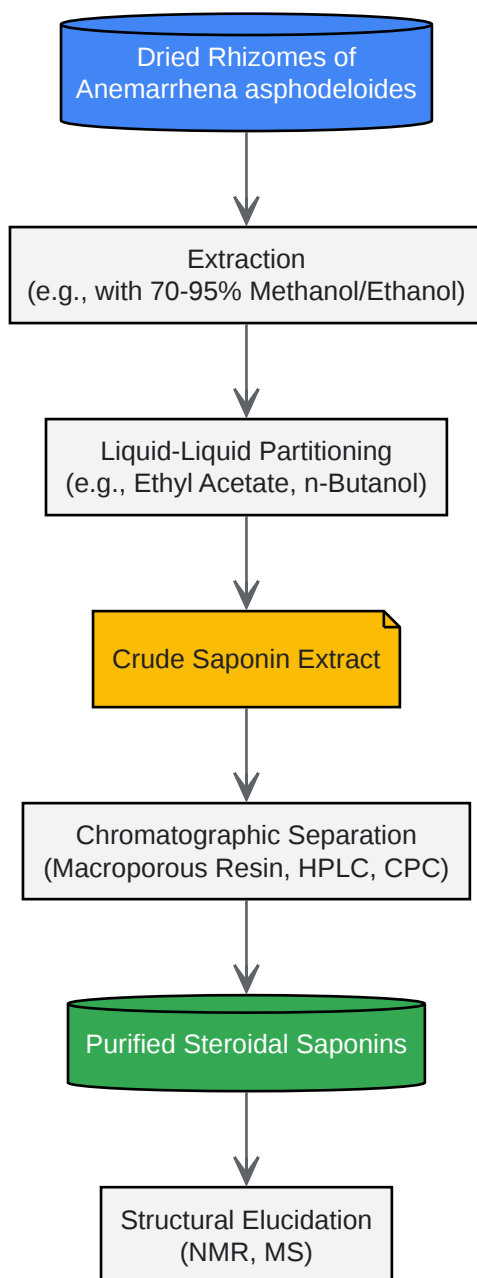 Dried Rhizomes of
Anemarrhena asphodeloides
Extraction
(e.g., with 70-95% Methanol/Ethanol)
Liquid-Liquid Partitioning
(e.g., Ethyl Acetate, n-Butanol)
Crude Saponin Extract
Chromatographic Separation
(Macroporous Resin, HPLC, CPC)
Purified Steroidal Saponins
Structural Elucidation
(NMR, MS)